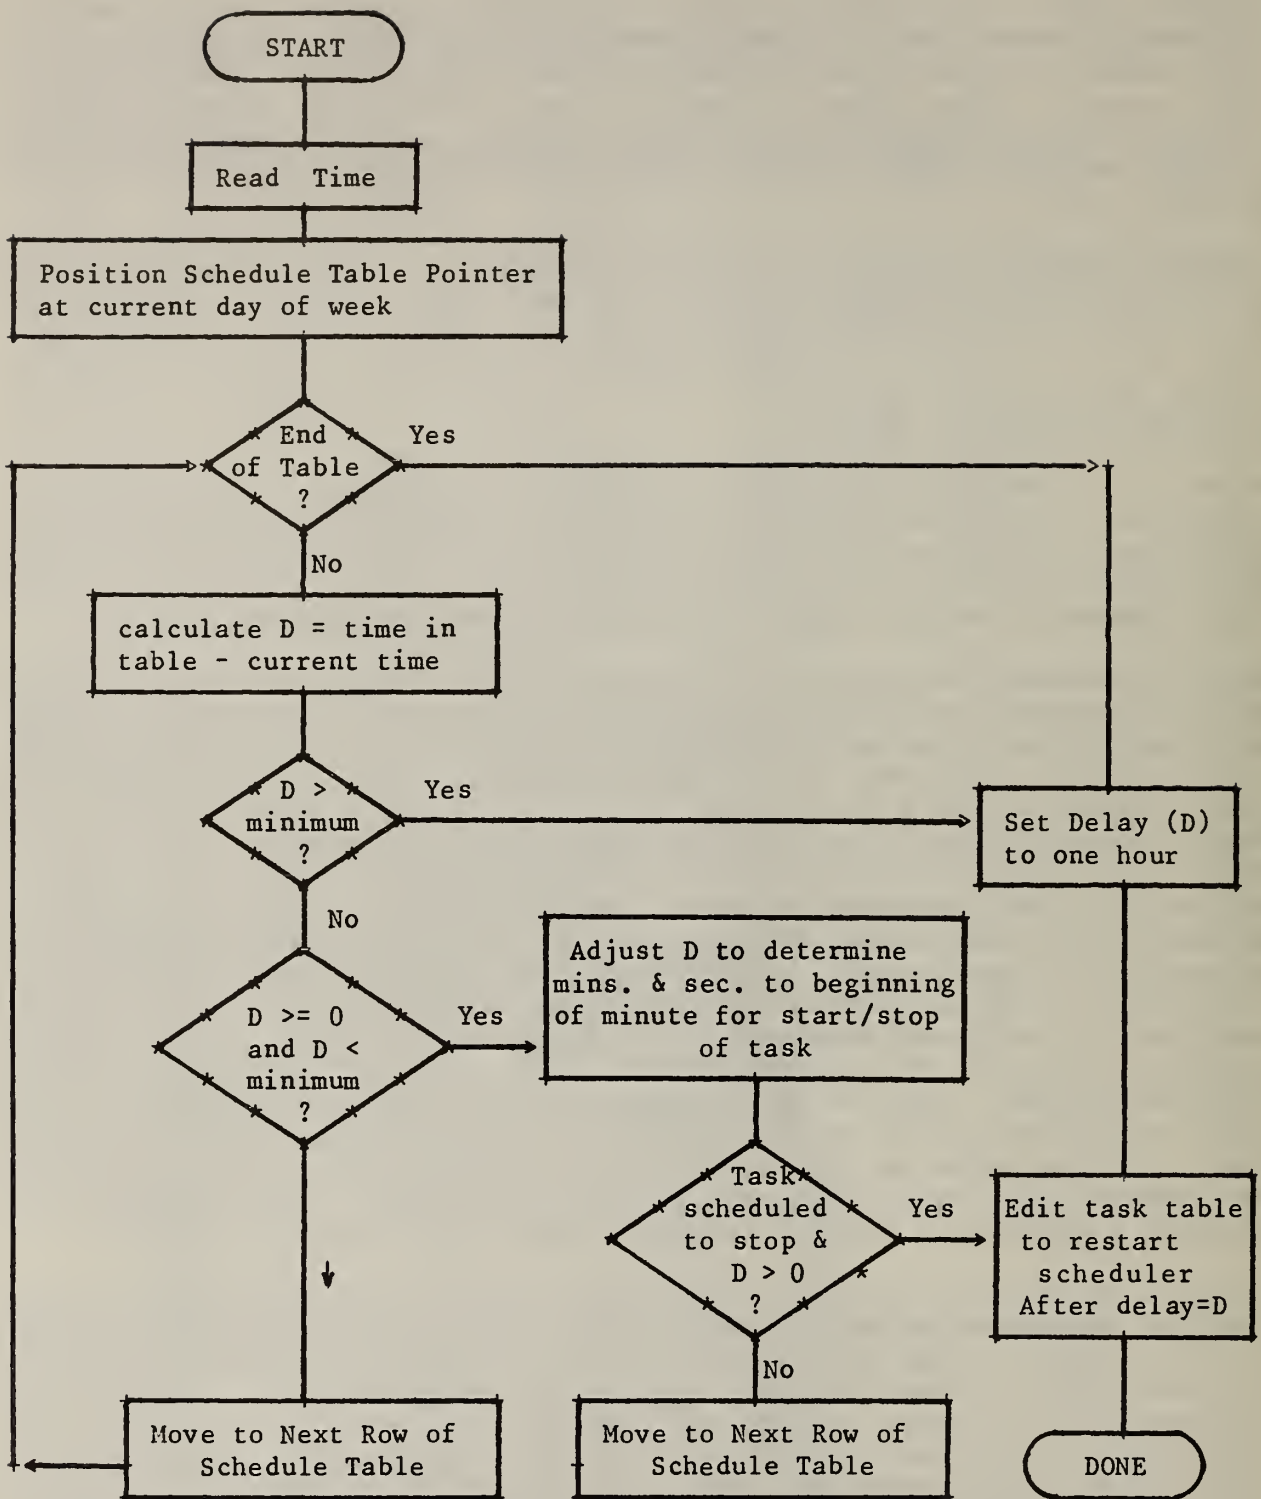 START
Read Time
Position Schedule Table Pointer
at current day of week
End
of Table
?
Yes
No
calculate D = time in
table - current time
D >
minimum
?
Yes
Set Delay (D)
to one hour
No
D >= 0
and D <
minimum
?
Yes
Adjust D to determine
mins. & sec. to beginning
of minute for start/stop
of task
Task
scheduled
to stop &
D > 0
?
Yes
Edit task table
to restart
scheduler
After delay=D
No
Move to Next Row of
Schedule Table
Move to Next Row of
Schedule Table
DONE